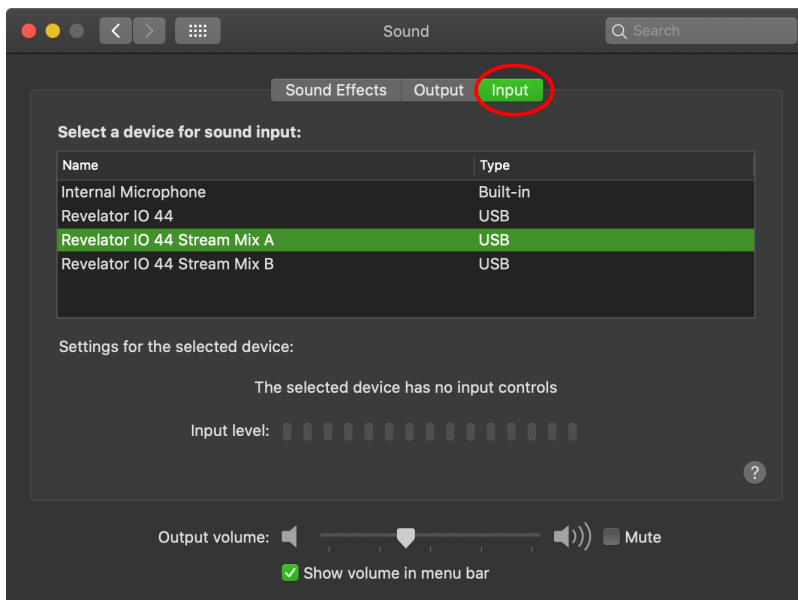 Sound
Search
Sound Effects Output Input
Select a device for sound input:
Name Type
Internal Microphone Built-in
Revelator IO 44 USB
Revelator IO 44 Stream Mix A USB
Revelator IO 44 Stream Mix B USB
Settings for the selected device:
The selected device has no input controls
Input level:
?
Output volume: Mute
Show volume in menu bar